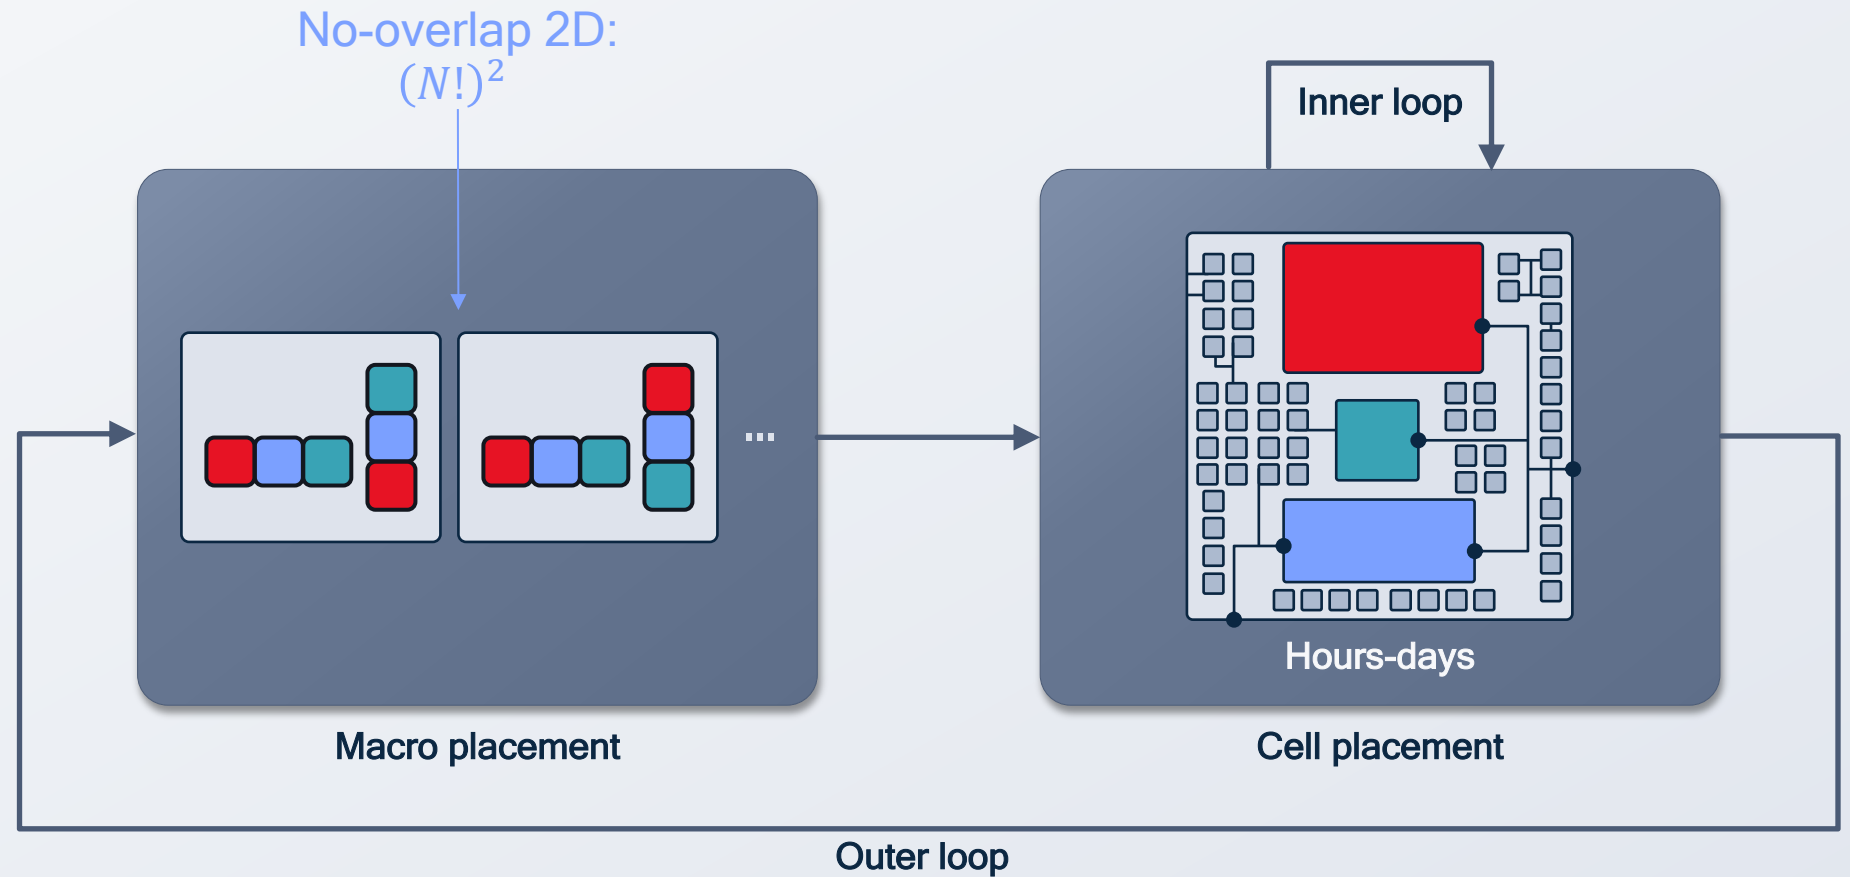 No-overlap 2D:
(N!)²
Inner loop
...
Hours-days
Macro placement
Cell placement
Outer loop